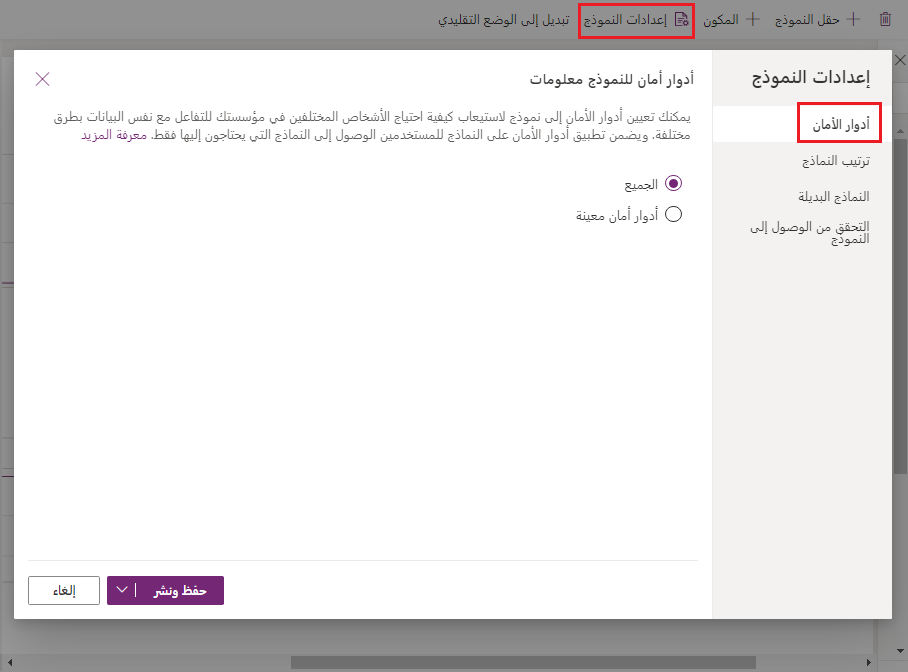 حقل النموذج
المكون
إعدادات النموذج
تبديل إلى الوضع التقليدي
إعدادات النموذج
أدوار الأمان
ترتيب النماذج
النماذج البديلة
التحقق من الوصول إلى
النموذج
أدوار أمان للنموذج معلومات
يمكنك تعيين أدوار الأمان إلى نموذج لاستيعاب كيفية احتياج الأشخاص المختلفين في مؤسستك للتفاعل مع نفس البيانات بطرق
مختلفة. ويضمن تطبيق أدوار الأمان على النماذج للمستخدمين الوصول إلى النماذج التي يحتاجون إليها فقط. معرفة المزيد
الجميع
أدوار أمان معينة
حفظ ونشر
إلغاء